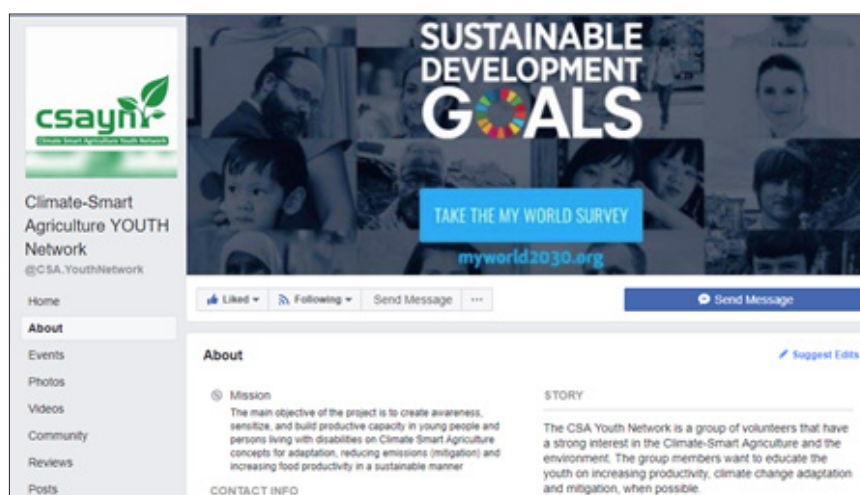 SUSTAINABLE
DEVELOPMENT
GOALS
TAKE THE MY WORLD SURVEY
myworld2030.org
csayn
Climate Smart Agriculture Youth Network
Climate-Smart
Agriculture YOUTH
Network
@CSA.YouthNetwork
Home
About
Events
Photos
Videos
Community
Reviews
Posts
Liked
Following
Send Message
Send Message
About
Suggest Edits
Mission
The main objective of the project is to create awareness,
sensitize, and build productive capacity in young people and
persons living with disabilities on Climate Smart Agriculture
concepts for adaptation, reducing emissions (mitigation) and
increasing food productivity in a sustainable manner
CONTACT INFO
STORY
The CSA Youth Network is a group of volunteers that have
a strong interest in the Climate-Smart Agriculture and the
environment. The group members want to educate the
youth on increasing productivity, climate change adaptation
and mitigation, when possible.